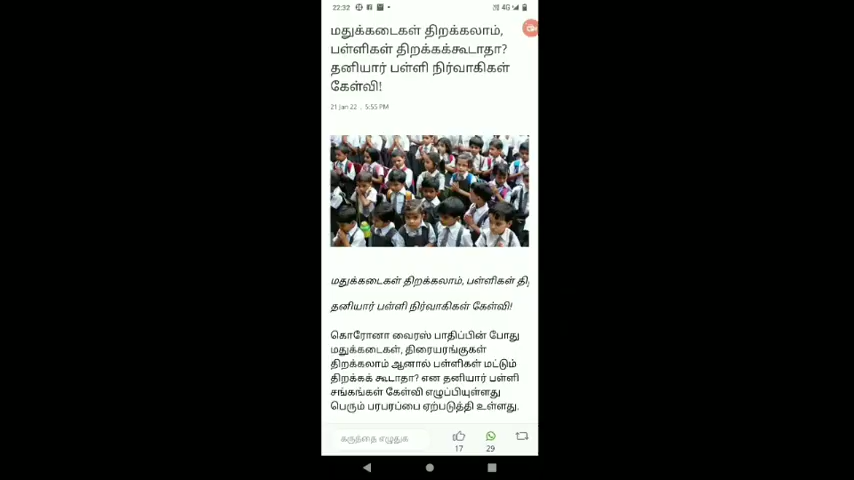 22:32
4G
மதுக்கடைகள் திறக்கலாம்,
பள்ளிகள் திறக்கக்கூடாதா?
தனியார் பள்ளி நிர்வாகிகள்
கேள்வி!
21 Jan 22 , 5:55 PM
மதுக்கடைகள் திறக்கலாம், பள்ளிகள் தி
தனியார் பள்ளி நிர்வாகிகள் கேள்வி!
கொரோனா வைரஸ் பாதிப்பின் போது
மதுக்கடைகள், திரையரங்குகள்
திறக்கலாம் ஆனால் பள்ளிகள் மட்டும்
திறக்கக் கூடாதா? என தனியார் பள்ளி
சங்கங்கள் கேள்வி எழுப்பியுள்ளது
பெரும் பரபரப்பை ஏற்படுத்தி உள்ளது.
கருத்தை எழுதுக
17
29